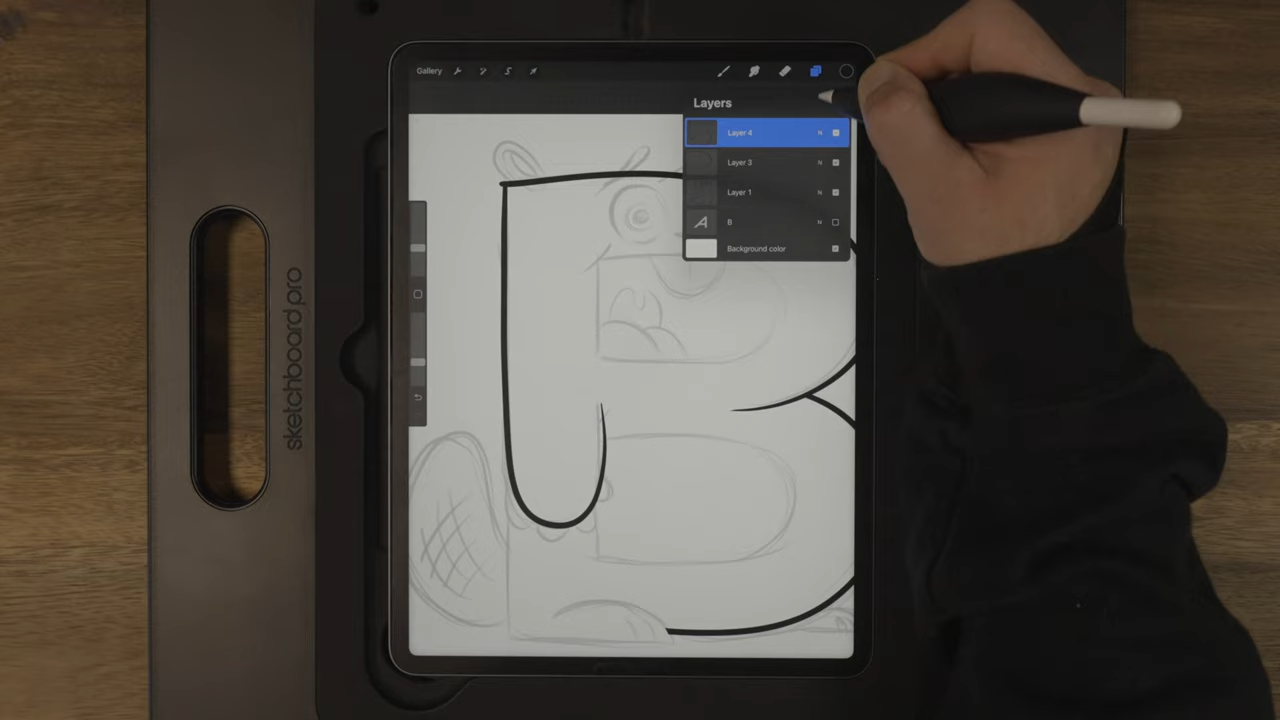 Gallery
Layers
Layer 4 N
Layer 3 N
Layer 1 N
A B N
Background color
sketchboard pro